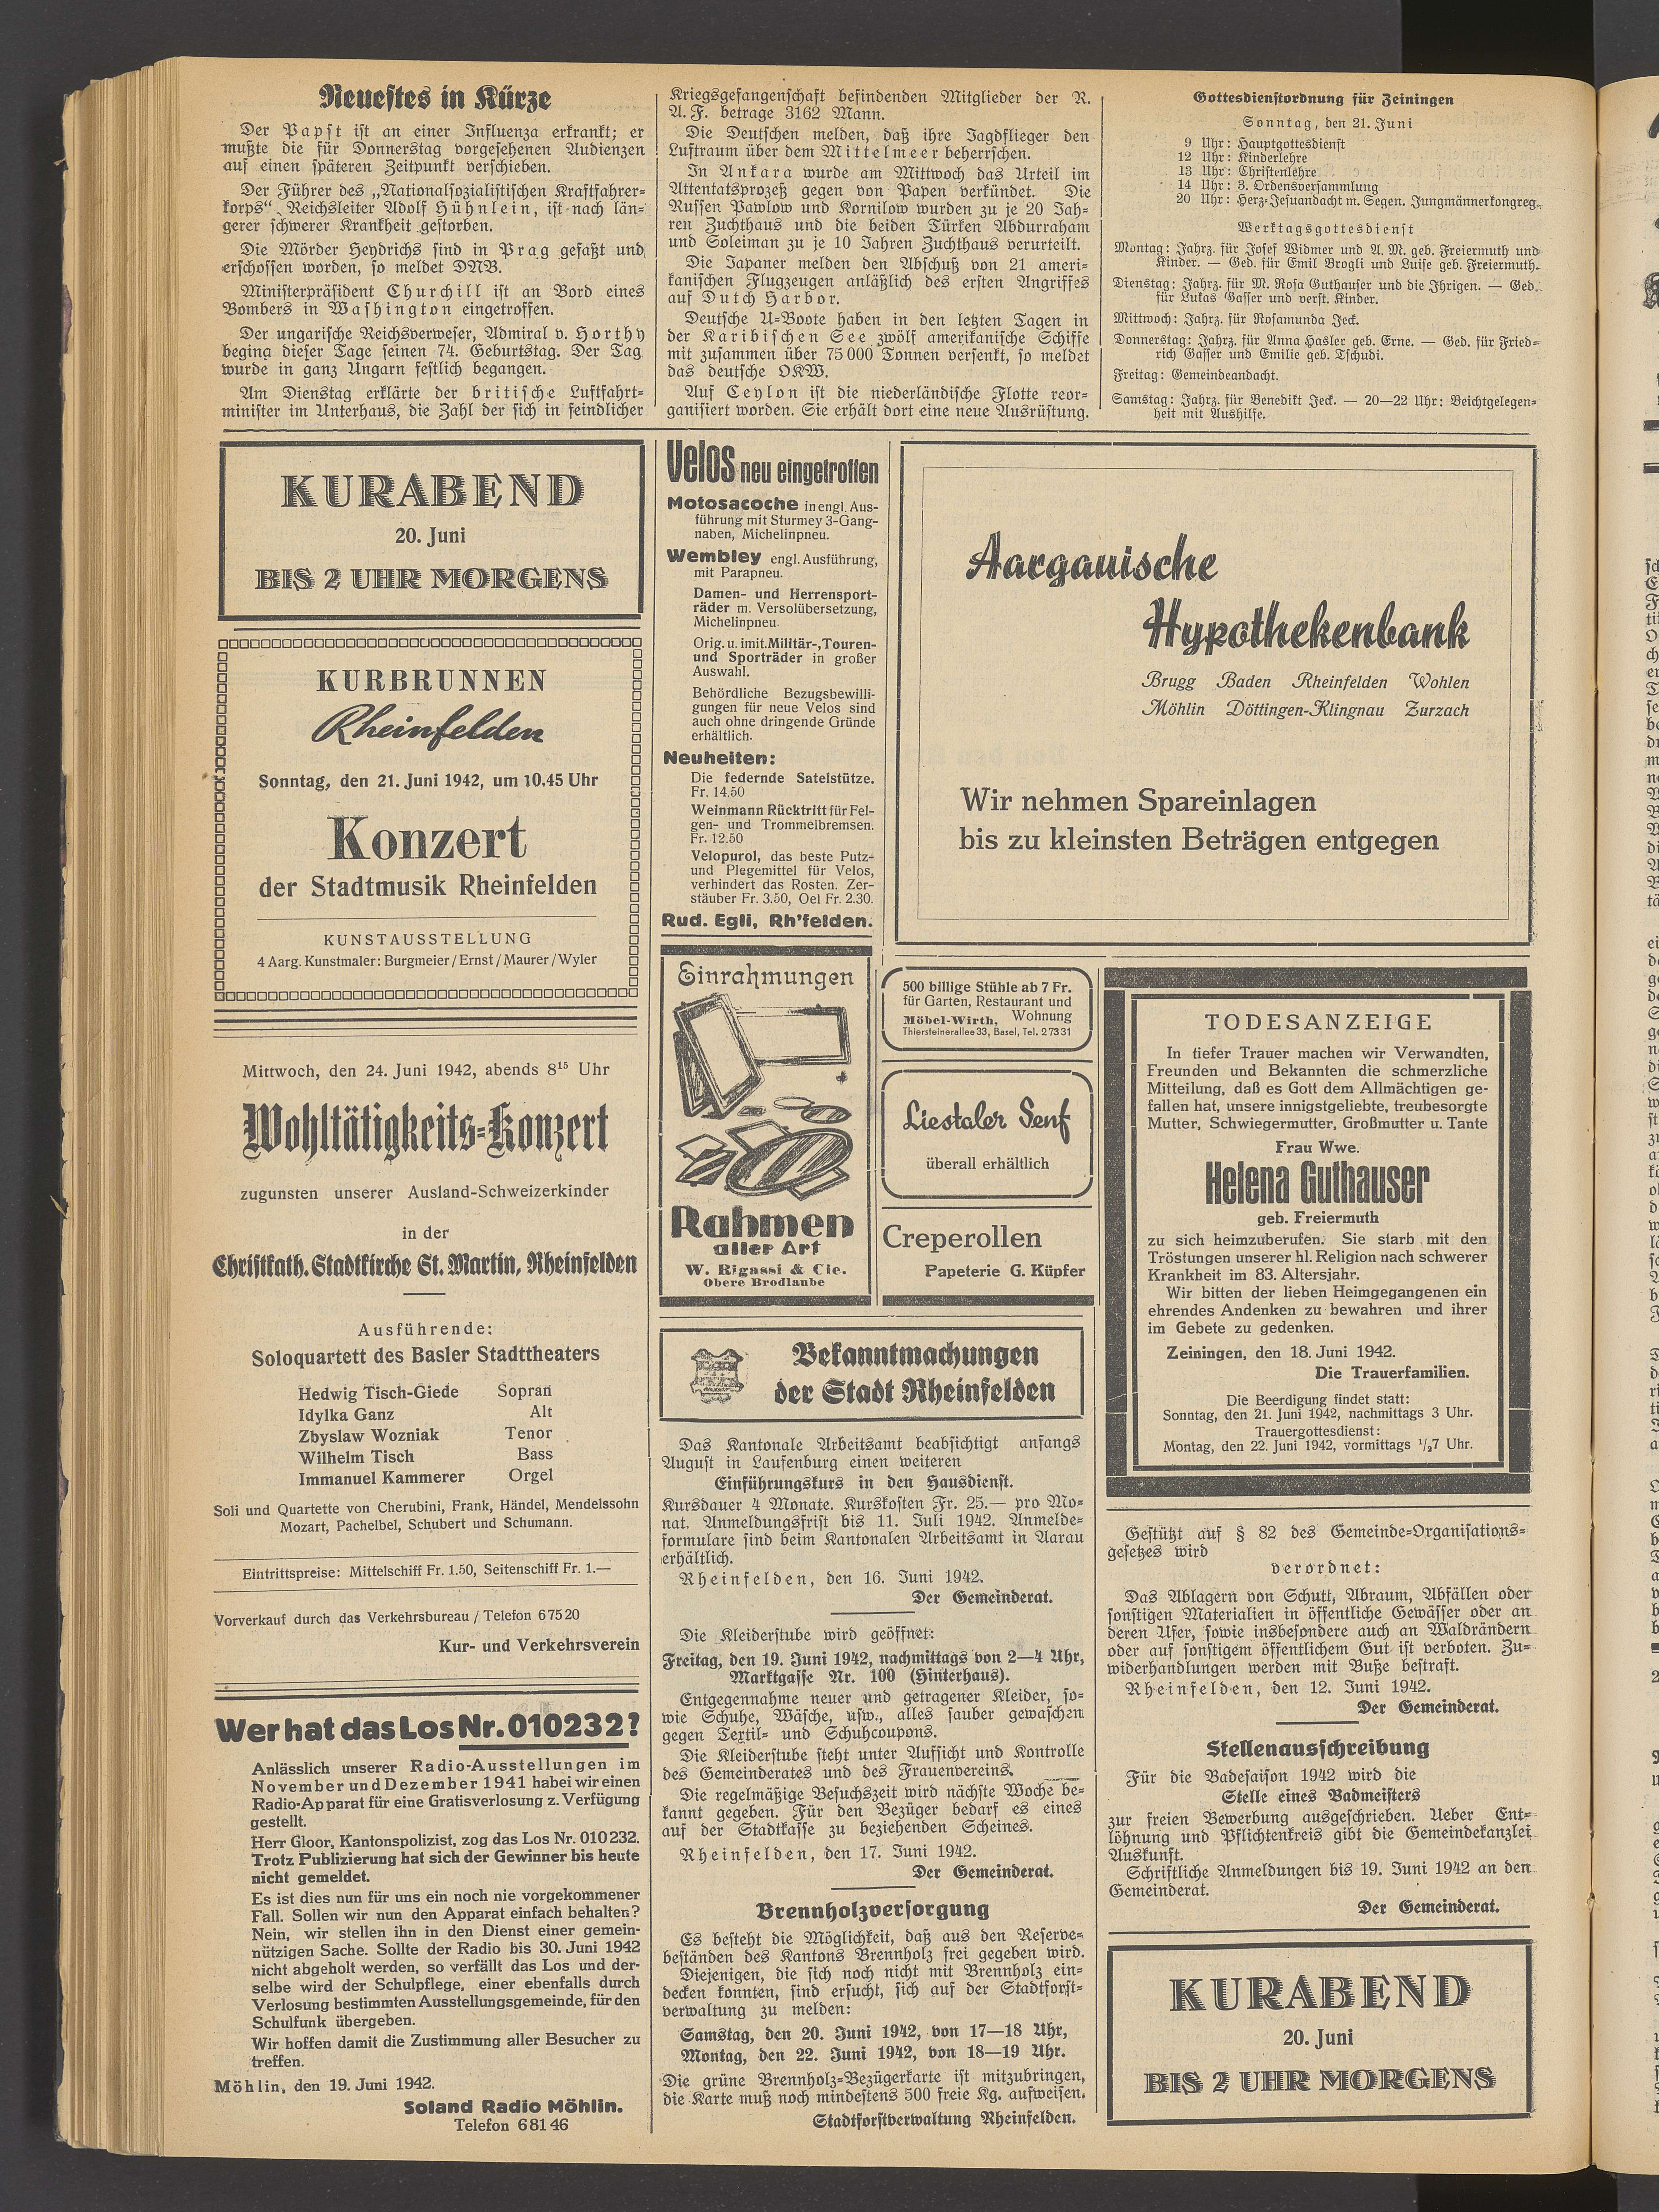 Neuestes in Kürze
Der Papst ist an einer Influenza erkrankt; er
mußte die für Donnerstag vorgesehenen Audienzen
auf einen späteren Zeitpunkt verschieben.
Der Führer des „Nationalsozialistischen Kraftfahrer-
korps“, Reichsleiter Adolf Hühnlein, ist nach län-
gerer schwerer Krankheit gestorben.
Die Mörder Heydrichs sind in Prag gefaßt und
erschossen worden, so meldet DNB.
Ministerpräsident Churchill ist an Bord eines
Bombers in Washington eingetroffen.
Der ungarische Reichsverweser, Admiral v. Horthy
beging dieser Tage seinen 74. Geburtstag. Der Tag
wurde in ganz Ungarn festlich begangen.
Am Dienstag erklärte der britische Luftfahrt-
minister im Unterhaus, die Zahl der sich in feindlicher
Kriegsgefangenschaft befindenden Mitglieder der R.
A. F. betrage 3162 Mann.
Die Deutschen melden, daß ihre Jagdflieger den
Luftraum über dem Mittelmeer beherrschen.
In Ankara wurde am Mittwoch das Urteil im
Attentatsprozeß gegen von Papen verkündet. Die
Russen Pawlow und Kornilow wurden zu je 20 Jah-
ren Zuchthaus und die beiden Türken Abdurraham
und Soleiman zu je 10 Jahren Zuchthaus verurteilt.
Die Japaner melden den Abschuß von 21 ameri-
kanischen Flugzeugen anläßlich des ersten Angriffes
auf Dutch Harbor.
Deutsche U-Boote haben in den letzten Tagen in
der Karibischen See zwölf amerikanische Schiffe
mit zusammen über 75 000 Tonnen versenkt, so meldet
das deutsche OKW.
Auf Ceylon ist die niederländische Flotte reor-
ganisiert worden. Sie erhält dort eine neue Ausrüstung.
Gottesdienstordnung für Zeiningen
Sonntag, den 21. Juni
9 Uhr: Hauptgottesdienst
12 Uhr: Kinderlehre
13 Uhr: Christenlehre
14 Uhr: 3. Ordensversammlung
20 Uhr: Herz-Jesuandacht m. Segen. Jungmännerkongreg.
Werktagsgottesdienst
Montag: Jahrz. für Josef Widmer und A. M. geb. Freiermuth und
Kinder. — Ged. für Emil Brogli und Luise geb. Freiermuth.
Dienstag: Jahrz. für M. Rosa Guthauser und die Ihrigen. — Ged.
für Lukas Gasser und verst. Kinder.
Mittwoch: Jahrz. für Rosamunda Jeck.
Donnerstag: Jahrz. für Anna Hasler geb. Erne. — Ged. für Fried-
rich Gasser und Emilie geb. Tschudi.
Freitag: Gemeindeandacht.
Samstag: Jahrz. für Benedikt Jeck. — 20—22 Uhr: Beichtgelegen-
heit mit Aushilfe.
KURABEND
20. Juni
BIS 2 UHR MORGENS
KURBRUNNEN
Rheinfelden
Sonntag, den 21. Juni 1942, um 10.45 Uhr
Konzert
der Stadtmusik Rheinfelden
KUNSTAUSSTELLUNG
4 Aarg. Kunstmaler: Burgmeier / Ernst / Maurer / Wyler
Mittwoch, den 24. Juni 1942, abends 8¹⁵ Uhr
Wohltätigkeits-Konzert
zugunsten unserer Ausland-Schweizerkinder
in der
Christkath. Stadtkirche St. Martin, Rheinfelden
Ausführende:
Soloquartett des Basler Stadttheaters
Hedwig Tisch-Giede Sopran
Idylka Ganz Alt
Zbyslaw Wozniak Tenor
Wilhelm Tisch Bass
Immanuel Kammerer Orgel
Soli und Quartette von Cherubini, Frank, Händel, Mendelssohn
Mozart, Pachelbel, Schubert und Schumann.
Eintrittspreise: Mittelschiff Fr. 1.50, Seitenschiff Fr. 1.—
Vorverkauf durch das Verkehrsbureau / Telefon 6 75 20
Kur- und Verkehrsverein
Wer hat das Los Nr. 010232?
Anlässlich unserer Radio-Ausstellungen im
November und Dezember 1941 habei wir einen
Radio-Apparat für eine Gratisverlosung z. Verfügung
gestellt.
Herr Gloor, Kantonspolizist, zog das Los Nr. 010 232.
Trotz Publizierung hat sich der Gewinner bis heute
nicht gemeldet.
Es ist dies nun für uns ein noch nie vorgekommener
Fall. Sollen wir nun den Apparat einfach behalten?
Nein, wir stellen ihn in den Dienst einer gemein-
nützigen Sache. Sollte der Radio bis 30. Juni 1942
nicht abgeholt werden, so verfällt das Los und der-
selbe wird der Schulpflege, einer ebenfalls durch
Verlosung bestimmten Ausstellungsgemeinde, für den
Schulfunk übergeben.
Wir hoffen damit die Zustimmung aller Besucher zu
treffen.
Möhlin, den 19. Juni 1942.
Soland Radio Möhlin.
Telefon 6 81 46
Velos neu eingetroffen
Motosacoche in engl. Aus-
führung mit Sturmey 3-Gang-
naben, Michelinpneu.
Wembley engl. Ausführung,
mit Parapneu.
Damen- und Herrensport-
räder m. Versolübersetzung,
Michelinpneu.
Orig. u. imit. Militär-, Touren-
und Sporträder in großer
Auswahl.
Behördliche Bezugsbewilli-
gungen für neue Velos sind
auch ohne dringende Gründe
erhältlich.
Neuheiten:
Die federnde Satelstütze.
Fr. 14.50
Weinmann Rücktritt für Fel-
gen- und Trommelbremsen.
Fr. 12.50
Velopurol, das beste Putz-
und Plegemittel für Velos,
verhindert das Rosten. Zer-
stäuber Fr. 3.50, Oel Fr. 2.30.
Rud. Egli, Rh'felden.
Aargauische
Hypothekenbank
Brugg Baden Rheinfelden Wohlen
Möhlin Döttingen-Klingnau Zurzach
Wir nehmen Spareinlagen
bis zu kleinsten Beträgen entgegen
Einrahmungen
Rahmen
aller Art
W. Rigassi & Cie.
Obere Brodlaube
500 billige Stühle ab 7 Fr.
für Garten, Restaurant und
Möbel-Wirth, Wohnung
Thiersteinerallee 33, Basel, Tel. 2 73 31
Liestaler Senf
überall erhältlich
Creperollen
Papeterie G. Küpfer
TODESANZEIGE
In tiefer Trauer machen wir Verwandten,
Freunden und Bekannten die schmerzliche
Mitteilung, daß es Gott dem Allmächtigen ge-
fallen hat, unsere innigstgeliebte, treubesorgte
Mutter, Schwiegermutter, Großmutter u. Tante
Frau Wwe.
Helena Guthauser
geb. Freiermuth
zu sich heimzuberufen. Sie starb mit den
Tröstungen unserer hl. Religion nach schwerer
Krankheit im 83. Altersjahr.
Wir bitten der lieben Heimgegangenen ein
ehrendes Andenken zu bewahren und ihrer
im Gebete zu gedenken.
Zeiningen, den 18. Juni 1942.
Die Trauerfamilien.
Die Beerdigung findet statt:
Sonntag, den 21. Juni 1942, nachmittags 3 Uhr.
Trauergottesdienst:
Montag, den 22. Juni 1942, vormittags ½7 Uhr.
Bekanntmachungen
der Stadt Rheinfelden
Das Kantonale Arbeitsamt beabsichtigt anfangs
August in Laufenburg einen weiteren
Einführungskurs in den Hausdienst.
Kursdauer 4 Monate. Kurskosten Fr. 25.— pro Mo-
nat. Anmeldungsfrist bis 11. Juli 1942. Anmelde-
formulare sind beim Kantonalen Arbeitsamt in Aarau
erhältlich.
Rheinfelden, den 16. Juni 1942.
Der Gemeinderat.
Die Kleiderstube wird geöffnet:
Freitag, den 19. Juni 1942, nachmittags von 2—4 Uhr,
Marktgasse Nr. 100 (Hinterhaus).
Entgegennahme neuer und getragener Kleider, so-
wie Schuhe, Wäsche, usw., alles sauber gewaschen
gegen Textil- und Schuhcoupons.
Die Kleiderstube steht unter Aufsicht und Kontrolle
des Gemeinderates und des Frauenvereins.
Die regelmäßige Besuchszeit wird nächste Woche be-
kannt gegeben. Für den Bezüger bedarf es eines
auf der Stadtkasse zu beziehenden Scheines.
Rheinfelden, den 17. Juni 1942.
Der Gemeinderat.
Brennholzversorgung
Es besteht die Möglichkeit, daß aus den Reserve-
beständen des Kantons Brennholz frei gegeben wird.
Diejenigen, die sich noch nicht mit Brennholz ein-
decken konnten, sind ersucht, sich auf der Stadtforst-
verwaltung zu melden:
Samstag, den 20. Juni 1942, von 17—18 Uhr,
Montag, den 22. Juni 1942, von 18—19 Uhr.
Die grüne Brennholz-Bezügerkarte ist mitzubringen,
die Karte muß noch mindestens 500 freie Kg. aufweisen.
Stadtforstverwaltung Rheinfelden.
Gestützt auf § 82 des Gemeinde-Organisations-
gesetzes wird
verordnet:
Das Ablagern von Schutt, Abraum, Abfällen oder
sonstigen Materialien in öffentliche Gewässer oder an
deren Ufer, sowie insbesondere auch an Waldrändern
oder auf sonstigem öffentlichem Gut ist verboten. Zu-
widerhandlungen werden mit Buße bestraft.
Rheinfelden, den 12. Juni 1942.
Der Gemeinderat.
Stellenausschreibung
Für die Badesaison 1942 wird die
Stelle eines Badmeisters
zur freien Bewerbung ausgeschrieben. Ueber Ent-
löhnung und Pflichtenkreis gibt die Gemeindekanzlei
Auskunft.
Schriftliche Anmeldungen bis 19. Juni 1942 an den
Gemeinderat.
Der Gemeinderat.
KURABEND
20. Juni
BIS 2 UHR MORGENS